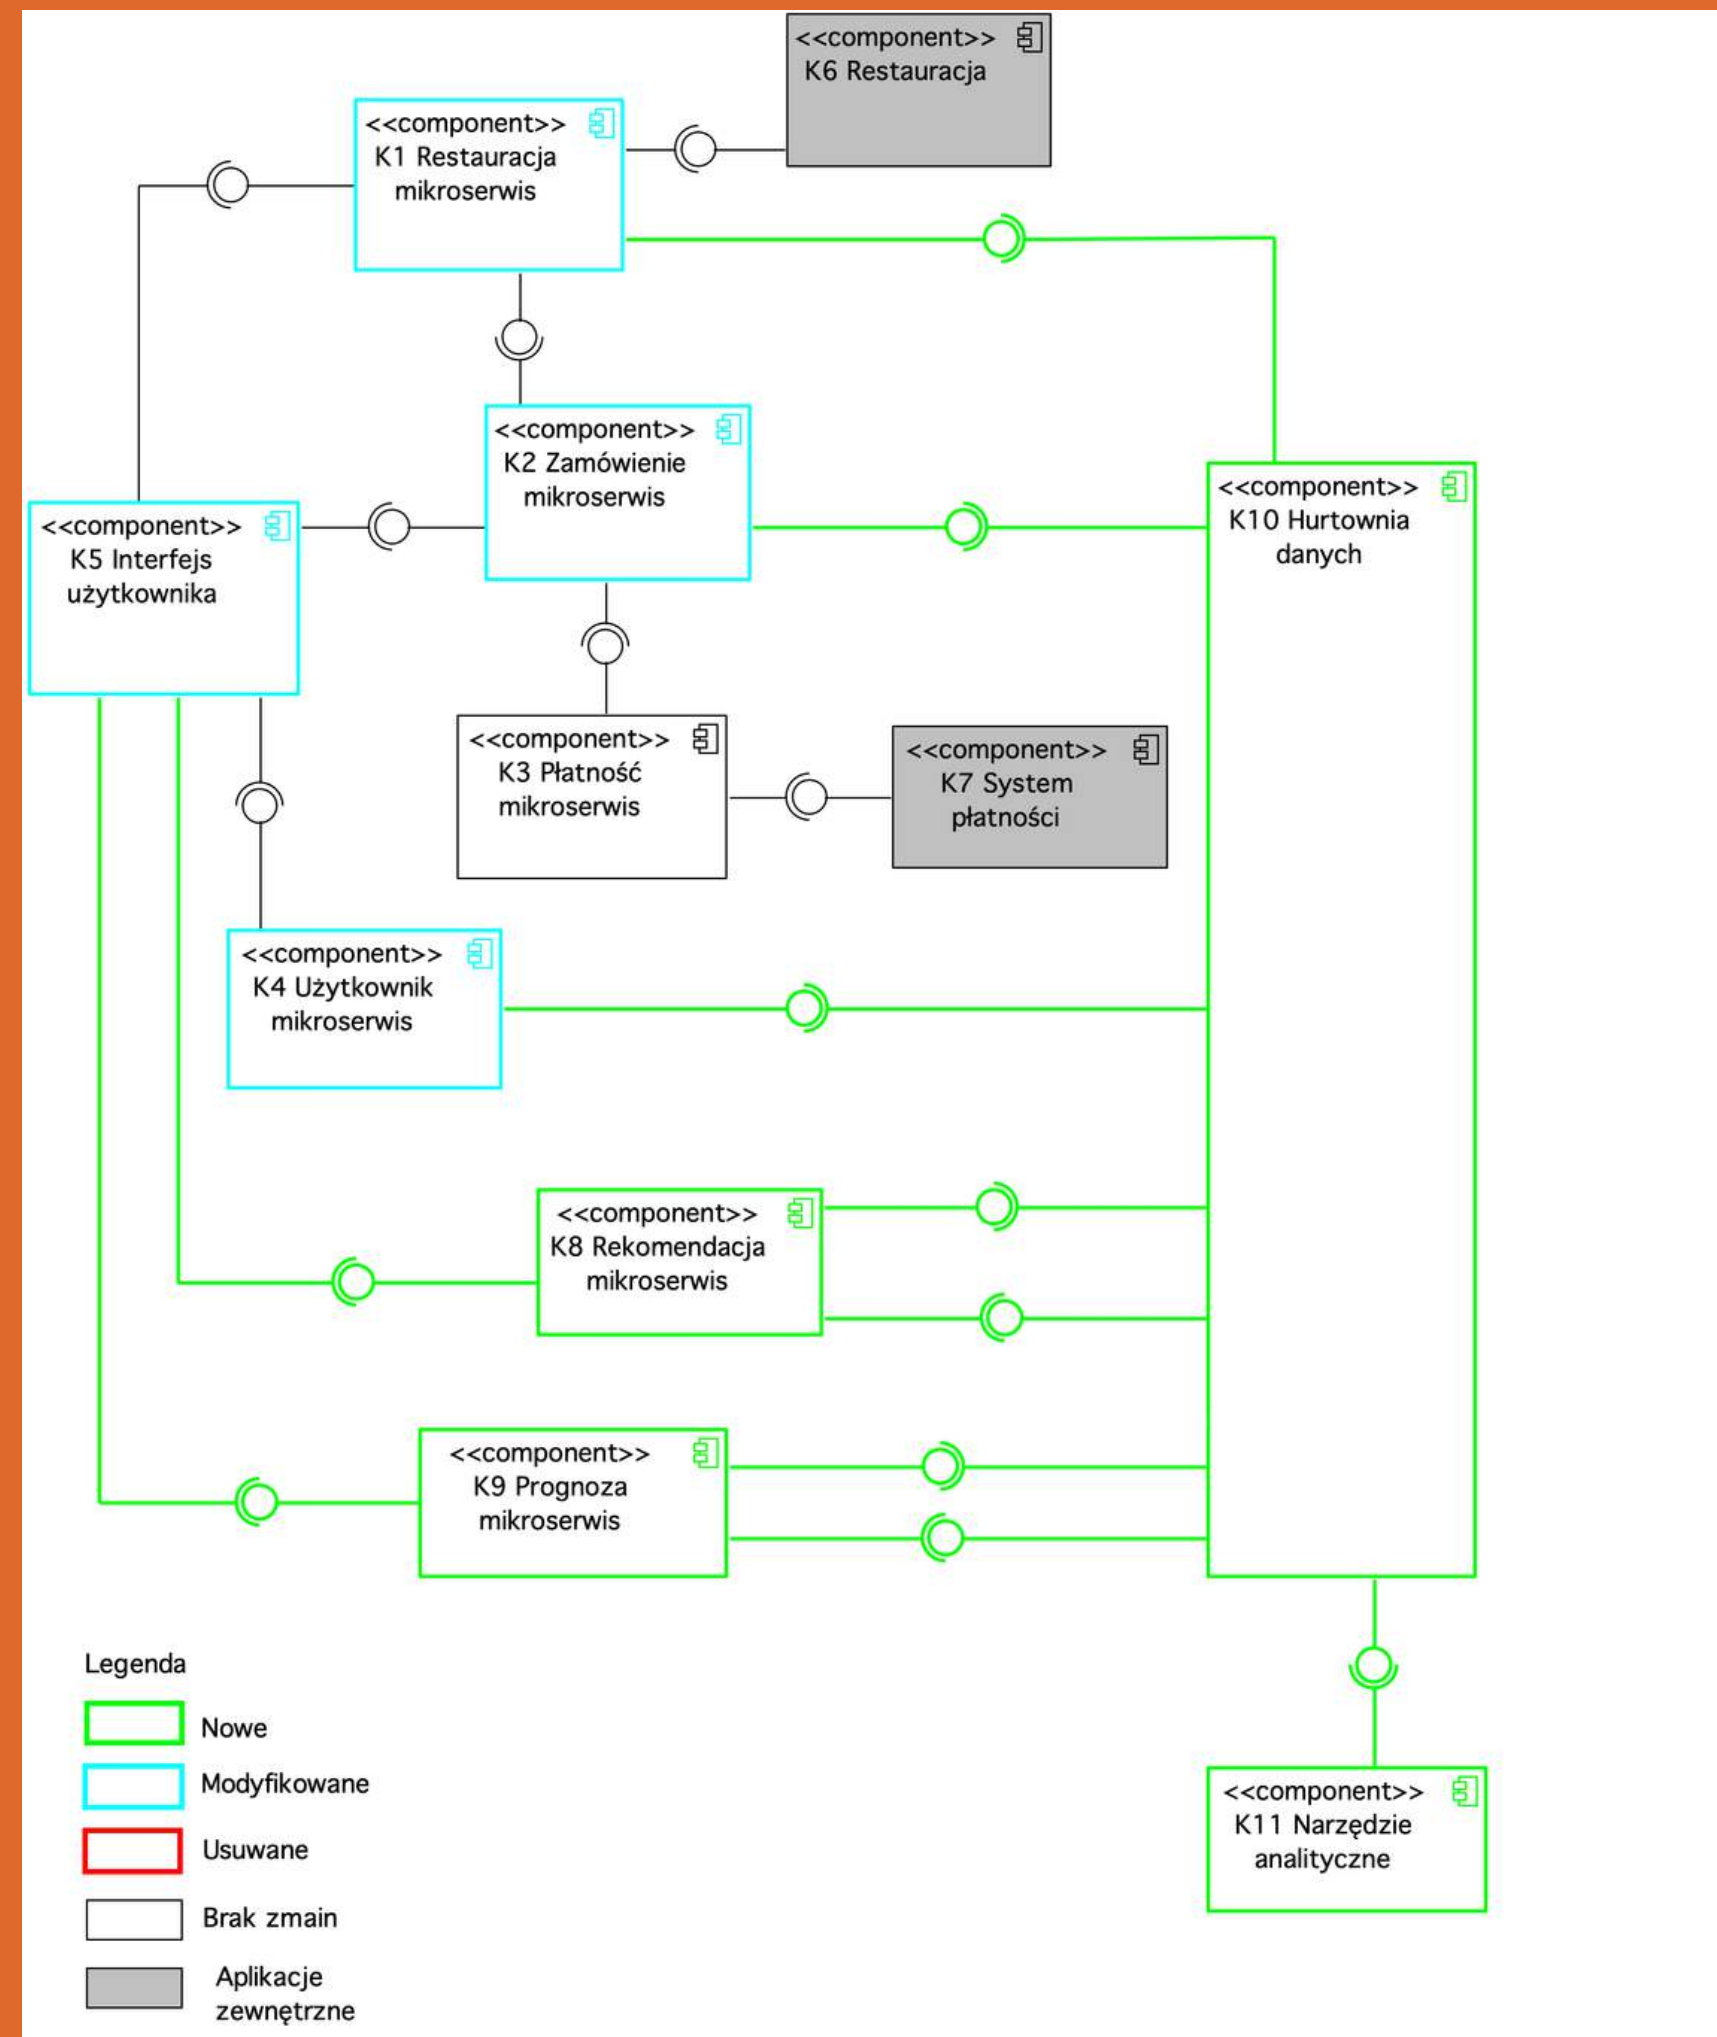 <<component>>
K6 Restauracja
<<component>>
K1 Restauracja
mikroserwis
<<component>>
K2 Zamówienie
mikroserwis
<<component>>
K10 Hurtownia
danych
<<component>>
K5 Interfejs
użytkownika
<<component>>
K3 Płatność
mikroserwis
<<component>>
K7 System
płatności
<<component>>
K4 Użytkownik
mikroserwis
<<component>>
K8 Rekomendacja
mikroserwis
<<component>>
K9 Prognoza
mikroserwis
Legenda
Nowe
Modyfikowane
Usuwane
Brak zmain
Aplikacje
zewnętrzne
<<component>>
K11 Narzędzie
analityczne